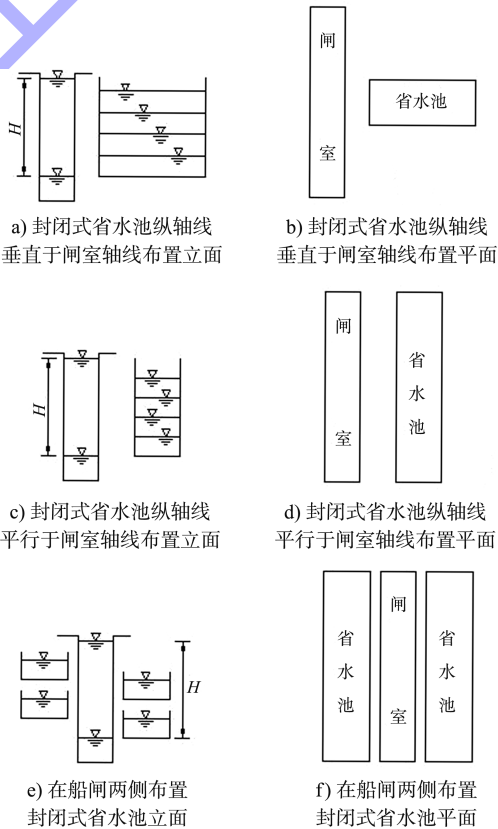 H
闸
室
省水池
a) 封闭式省水池纵轴线
垂直于闸室轴线布置立面
b) 封闭式省水池纵轴线
垂直于闸室轴线布置平面
H
闸
室
省
水
池
c) 封闭式省水池纵轴线
平行于闸室轴线布置立面
d) 封闭式省水池纵轴线
平行于闸室轴线布置平面
H
省
水
池
闸
室
省
水
池
e) 在船闸两侧布置
封闭式省水池立面
f) 在船闸两侧布置
封闭式省水池平面